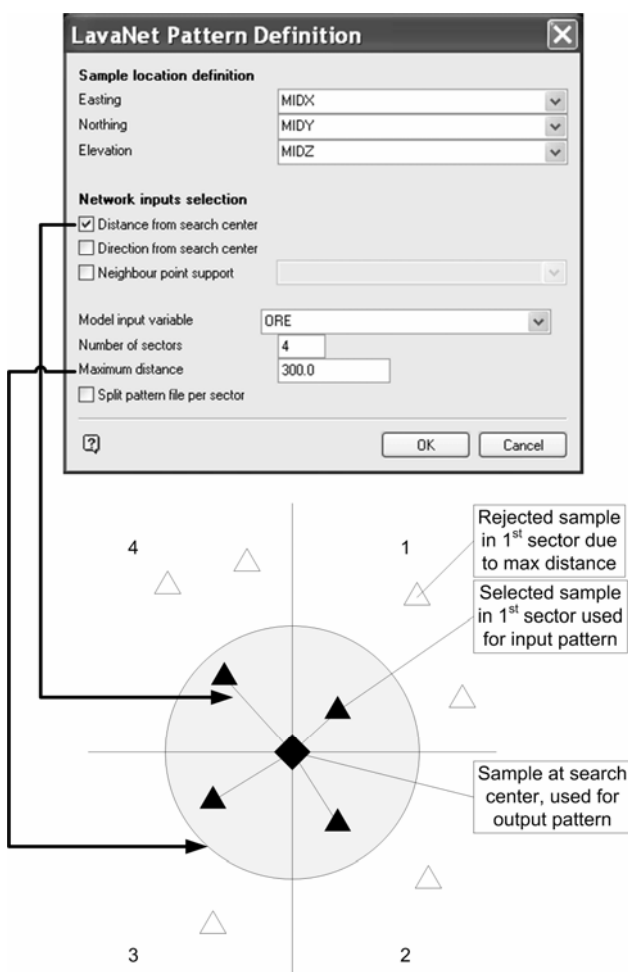 LavaNet Pattern Definition
Sample location definition
Easting MIDX
Northing MIDY
Elevation MIDZ
Network inputs selection
Distance from search center
Direction from search center
Neighbour point support
Model input variable ORE
Number of sectors 4
Maximum distance 300.0
Split pattern file per sector
? OK Cancel
4 1
Rejected sample
in 1st sector due
to max distance
Selected sample
in 1st sector used
for input pattern
Sample at search
center, used for
output pattern
3 2